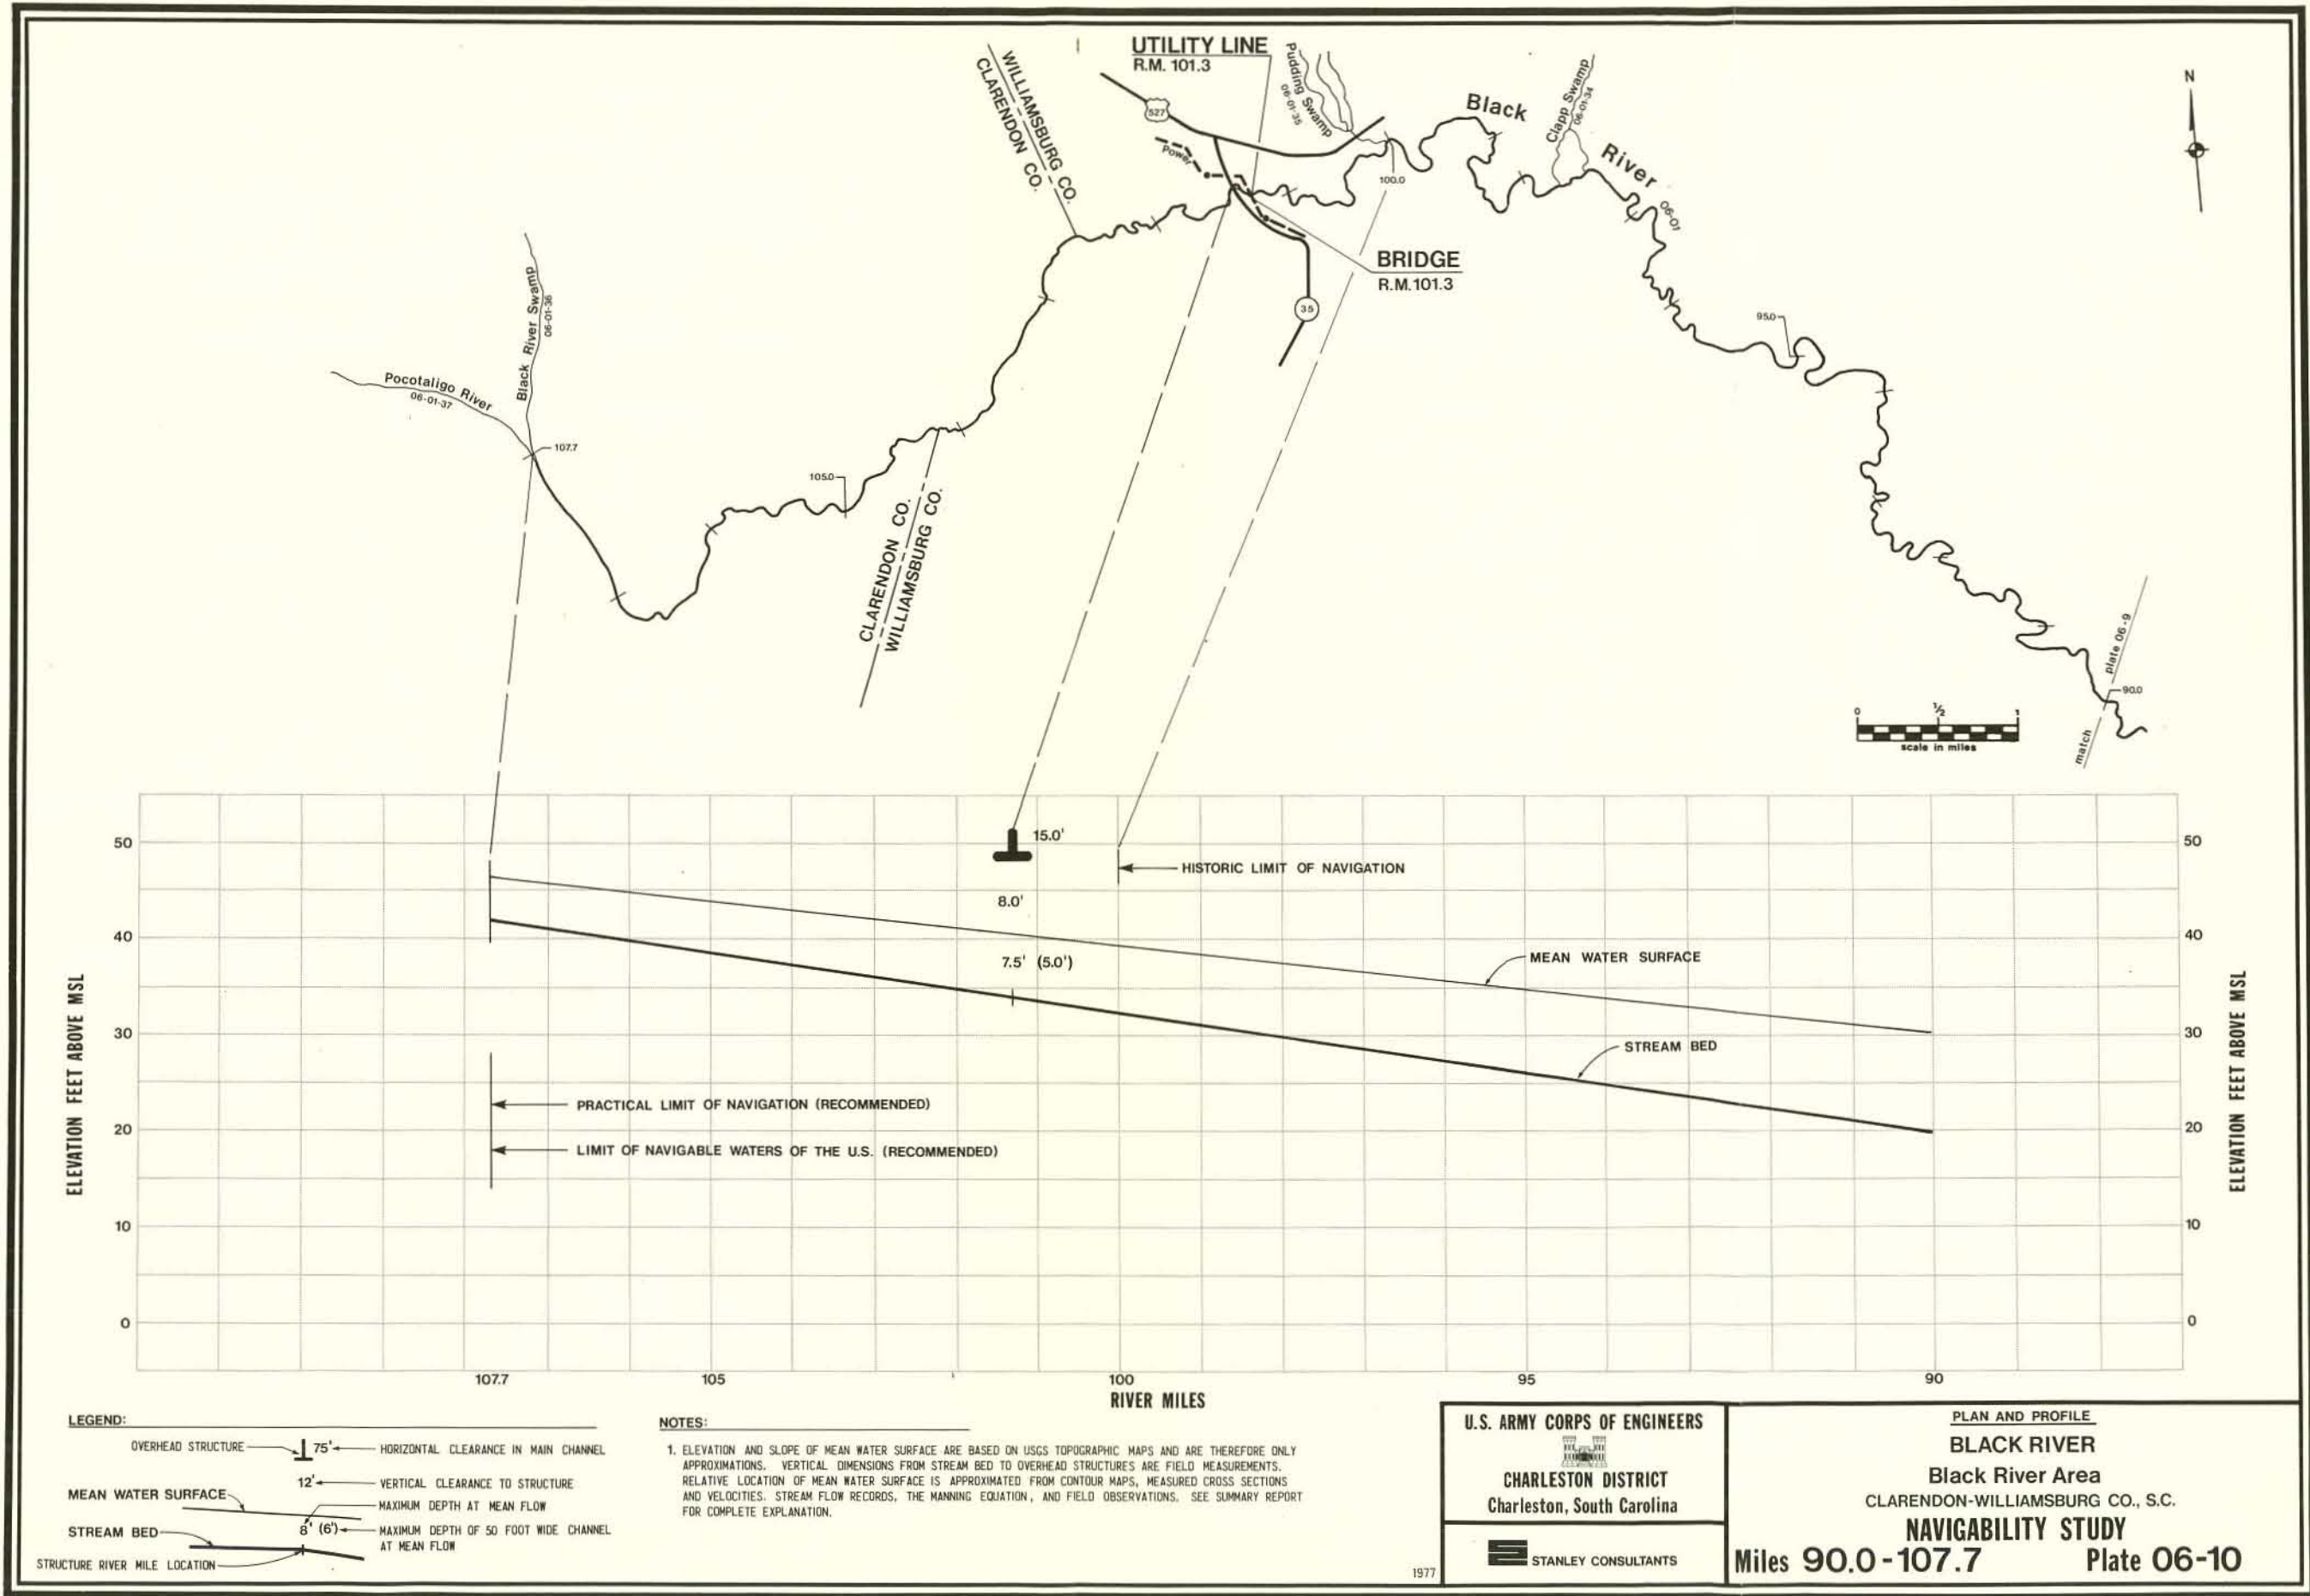 UTILITY LINE
R.M. 101.3
WILLIAMSBURG CO.
CLARENDON CO.
527
Power
Pudding Swamp
06-01-35
Black
River
06-01
Clapp Swamp
06-01-34
N
100.0
BRIDGE
R.M.101.3
35
95.0
Black River Swamp
06-01-36
Pocotaligo River
06-01-37
107.7
105.0
CLARENDON CO.
WILLIAMSBURG CO.
plate 06-9
match
90.0
0 1/2 1
scale in miles
50
40
30
20
10
0
ELEVATION FEET ABOVE MSL
15.0'
8.0'
7.5' (5.0')
HISTORIC LIMIT OF NAVIGATION
MEAN WATER SURFACE
STREAM BED
PRACTICAL LIMIT OF NAVIGATION (RECOMMENDED)
LIMIT OF NAVIGABLE WATERS OF THE U.S. (RECOMMENDED)
50
40
30
20
10
0
ELEVATION FEET ABOVE MSL
107.7 105 100 95 90
RIVER MILES
LEGEND:
OVERHEAD STRUCTURE 75' HORIZONTAL CLEARANCE IN MAIN CHANNEL
12' VERTICAL CLEARANCE TO STRUCTURE
MEAN WATER SURFACE
MAXIMUM DEPTH AT MEAN FLOW
STREAM BED 8' (6') MAXIMUM DEPTH OF 50 FOOT WIDE CHANNEL
AT MEAN FLOW
STRUCTURE RIVER MILE LOCATION
NOTES:
1. ELEVATION AND SLOPE OF MEAN WATER SURFACE ARE BASED ON USGS TOPOGRAPHIC MAPS AND ARE THEREFORE ONLY
APPROXIMATIONS. VERTICAL DIMENSIONS FROM STREAM BED TO OVERHEAD STRUCTURES ARE FIELD MEASUREMENTS.
RELATIVE LOCATION OF MEAN WATER SURFACE IS APPROXIMATED FROM CONTOUR MAPS, MEASURED CROSS SECTIONS
AND VELOCITIES. STREAM FLOW RECORDS, THE MANNING EQUATION, AND FIELD OBSERVATIONS. SEE SUMMARY REPORT
FOR COMPLETE EXPLANATION.
1977
U.S. ARMY CORPS OF ENGINEERS
CHARLESTON DISTRICT
Charleston, South Carolina
STANLEY CONSULTANTS
PLAN AND PROFILE
BLACK RIVER
Black River Area
CLARENDON-WILLIAMSBURG CO., S.C.
NAVIGABILITY STUDY
Miles 90.0-107.7 Plate 06-10